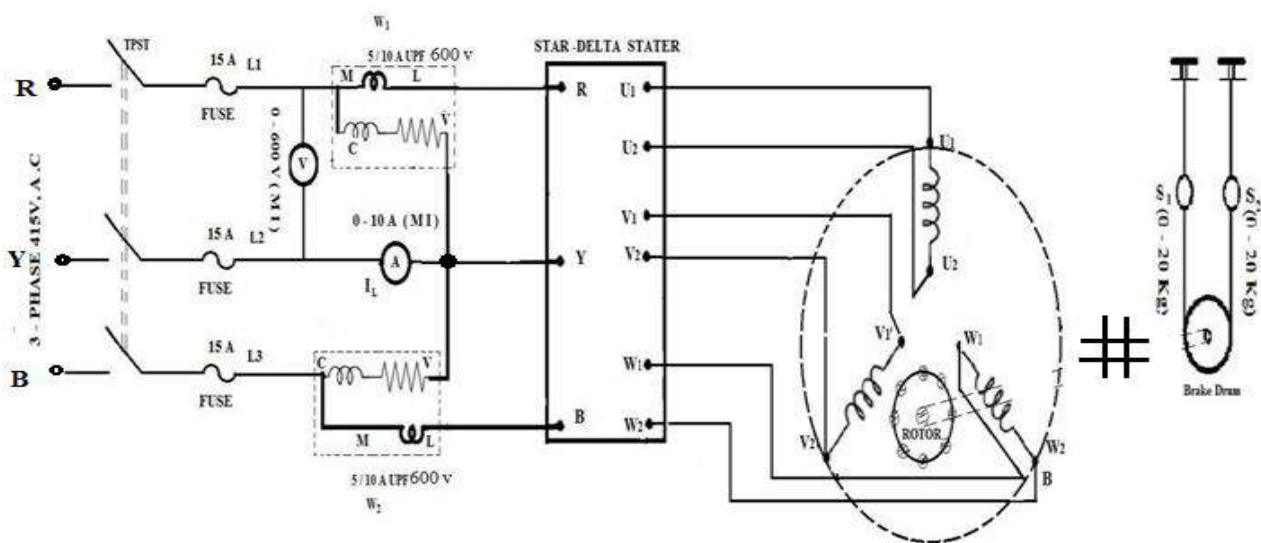 W₁
TPST
5 / 10 A UPF 600 v
STAR -DELTA STATER
15 A L1
R
M L
R
U₁
FUSE
C V
U₂
U₁
0 - 600 V ( M I )
V
3 - PHASE 415V, A.C
S₁ (0 - 20 Kg)
S₂ (0 - 20 Kg)
0 - 10 A ( M I )
V₁
15 A L2
Y
A
Y
V₂
U₂
FUSE
I_L
V₁'
W₁
15 A L3
C V
W₁
B
FUSE
Brake Drum
B
W₂
ROTOR
M L
V₂
W₂
B
5 / 10 A UPF 600 v
W₂